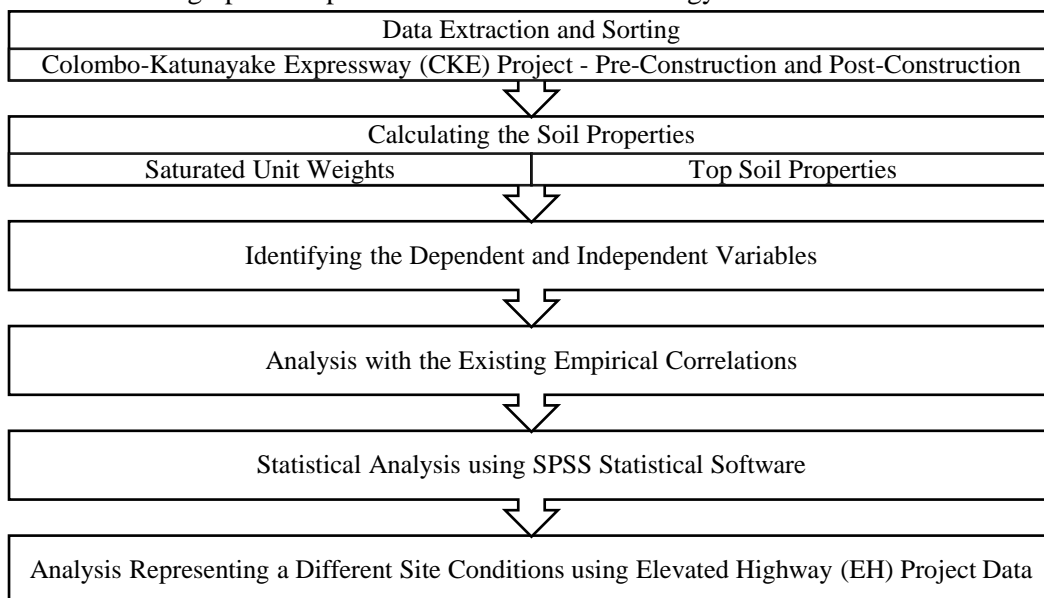 Data Extraction and Sorting
Colombo-Katunayake Expressway (CKE) Project - Pre-Construction and Post-Construction
Calculating the Soil Properties
Saturated Unit Weights
Top Soil Properties
Identifying the Dependent and Independent Variables
Analysis with the Existing Empirical Correlations
Statistical Analysis using SPSS Statistical Software
Analysis Representing a Different Site Conditions using Elevated Highway (EH) Project Data